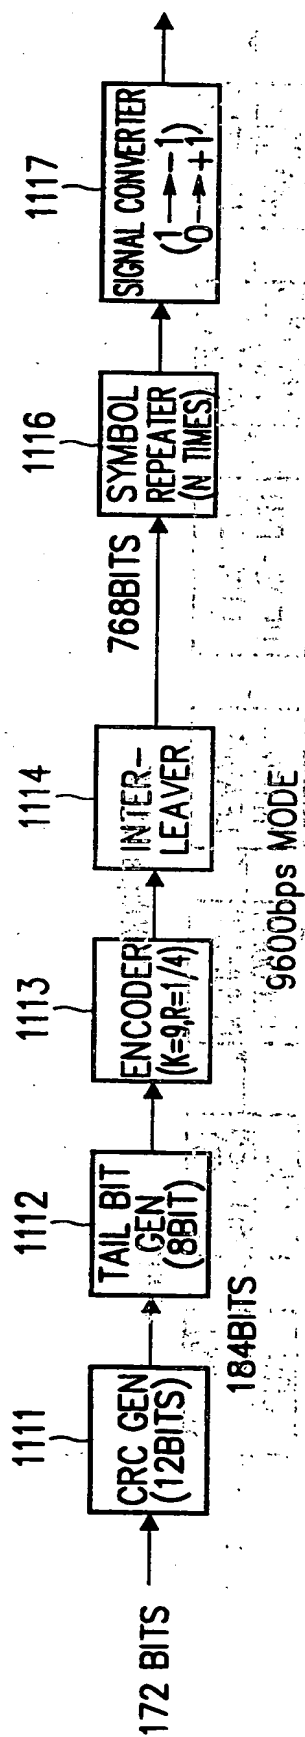 172 BITS
1111
CRC GEN
(12BITS)
184BITS
1112
TAIL BIT
GEN
(8BIT)
1113
ENCODER
(K=9,R=1/4)
1114
INTER-
LEAVER
768BITS
1116
SYMBOL
REPEATER
(N TIMES)
1117
SIGNAL CONVERTER
(1→-1
0→+1)
9600bps MODE